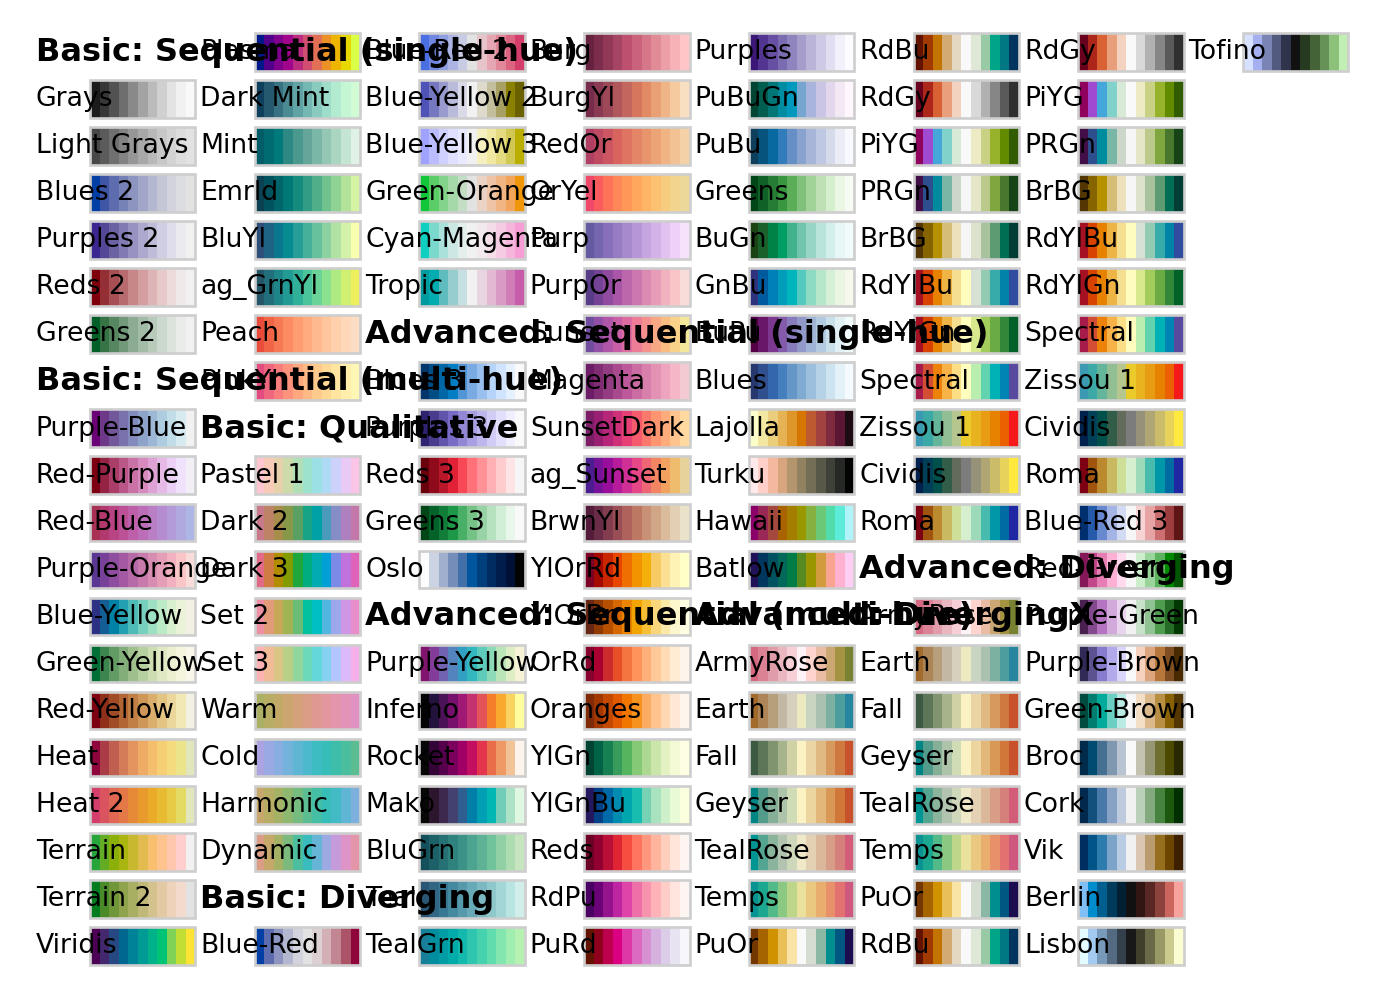 Basic: Sequential (single-hue)
Grays
Light Grays
Blues 2
Purples 2
Reds 2
Greens 2
Basic: Sequential (multi-hue)
Purple-Blue
Red-Purple
Red-Blue
Purple-Orange
Blue-Yellow
Green-Yellow
Red-Yellow
Heat
Heat 2
Terrain
Terrain 2
Viridis
Plasma
Dark Mint
Mint
Emrld
BluYl
ag_GrnYl
Peach
PinkYl
Basic: Qualitative
Pastel 1
Dark 2
Dark 3
Set 2
Set 3
Warm
Cold
Harmonic
Dynamic
Basic: Diverging
Blue-Red
Blue-Red 2
Blue-Yellow 2
Blue-Yellow 3
Green-Orange
Cyan-Magenta
Tropic
Advanced: Sequential (single-hue)
Blues 3
Purples 3
Reds 3
Greens 3
Oslo
Advanced: Sequential (multi-hue)
Purple-Yellow
Inferno
Rocket
Mako
BluGrn
Teal
TealGrn
Burg
BurgYl
RedOr
OrYel
Purp
PurpOr
Sunset
Magenta
SunsetDark
ag_Sunset
BrwnYl
YlOrRd
YlOrBr
OrRd
Oranges
YlGn
YlGnBu
Reds
RdPu
PuRd
Purples
PuBuGn
PuBu
Greens
BuGn
GnBu
BuPu
Blues
Lajolla
Turku
Hawaii
Batlow
Advanced: DivergingX
ArmyRose
Earth
Fall
Geyser
TealRose
Temps
PuOr
RdBu
RdGy
PiYG
PRGn
BrBG
RdYlBu
RdYlGn
Spectral
Zissou 1
Cividis
Roma
Advanced: Diverging
ArmyRose
Earth
Fall
Geyser
TealRose
Temps
PuOr
RdBu
RdGy
PiYG
PRGn
BrBG
RdYlBu
RdYlGn
Spectral
Zissou 1
Cividis
Roma
Blue-Red 3
Red-Green
Purple-Green
Purple-Brown
Green-Brown
Broc
Cork
Vik
Berlin
Lisbon
Tofino